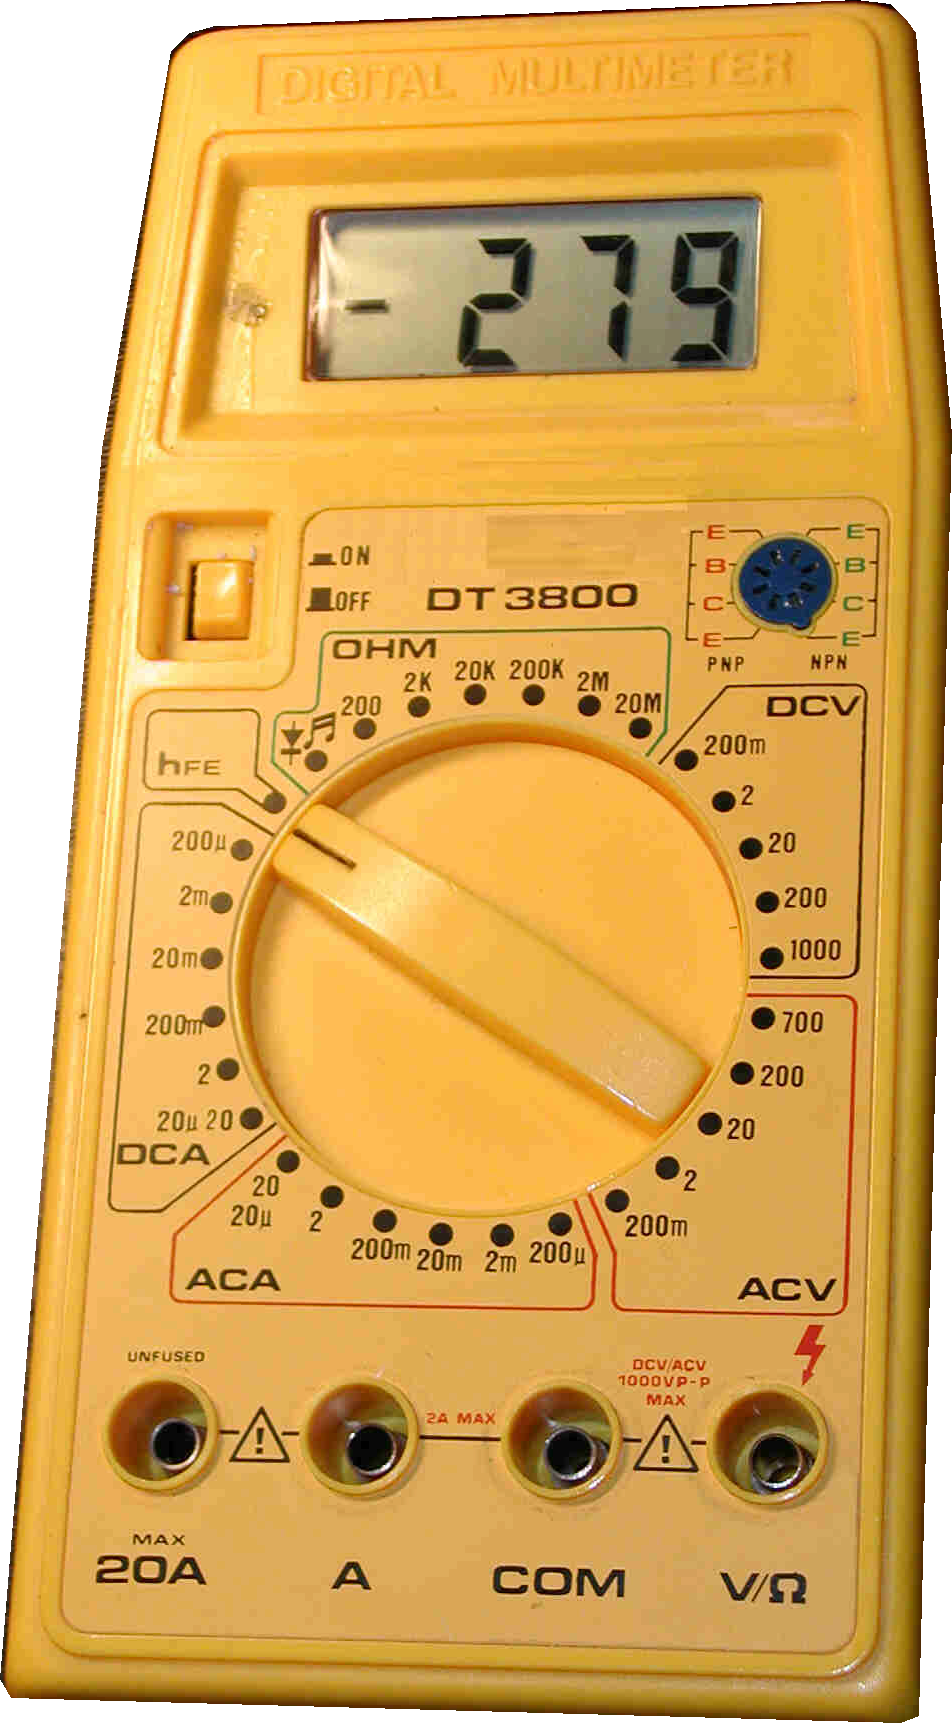 DIGITAL MULTIMETER
- 279
ON
OFF
DT 3800
E E
B B
C C
E E
PNP NPN
OHM
200 2K 20K 200K 2M 20M
hFE
DCV
200m
2
20
200
1000
200µ
2m
20m
200m
2
20µ 20
DCA
700
200
20
2
200m
ACV
20
20µ
2
200m
20m
2m
200µ
ACA
UNFUSED
2A MAX
DCV/ACV
1000VP-P
MAX
!
!
MAX
20A
A
COM
V/Ω